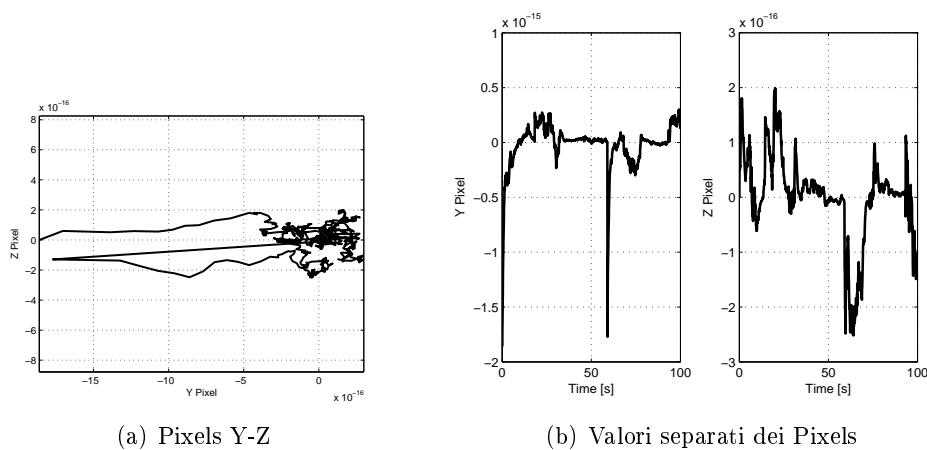 x 10⁻¹⁶
8
6
4
2
0
−2
−4
−6
−8
Z Pixel
−15
−10
−5
0
Y Pixel
x 10⁻¹⁶
(a) Pixels Y-Z
x 10⁻¹⁵
1
0.5
0
−0.5
−1
−1.5
−2
Y Pixel
0
50
100
Time [s]
x 10⁻¹⁶
3
2
1
0
−1
−2
−3
Z Pixel
0
50
100
Time [s]
(b) Valori separati dei Pixels